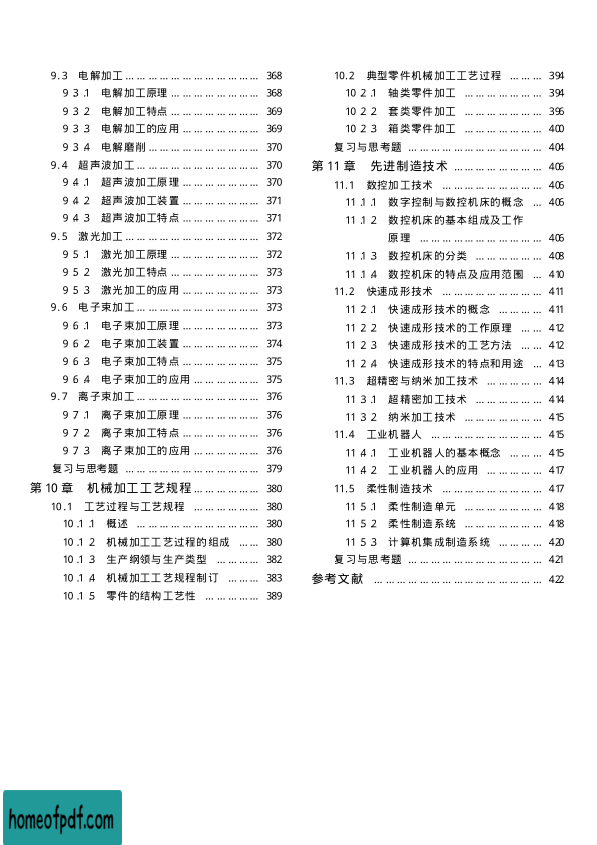 9.3 电解加工 …………………………… 368
9.3.1 电解加工原理 ………………… 368
9.3.2 电解加工特点 ………………… 369
9.3.3 电解加工的应用 ……………… 369
9.3.4 电解磨削 ……………………… 370
9.4 超声波加工 ………………………… 370
9.4.1 超声波加工原理 ……………… 370
9.4.2 超声波加工装置 ……………… 371
9.4.3 超声波加工特点 ……………… 371
9.5 激光加工 …………………………… 372
9.5.1 激光加工原理 ………………… 372
9.5.2 激光加工特点 ………………… 373
9.5.3 激光加工的应用 ……………… 373
9.6 电子束加工 ………………………… 373
9.6.1 电子束加工原理 ……………… 373
9.6.2 电子束加工装置 ……………… 374
9.6.3 电子束加工特点 ……………… 375
9.6.4 电子束加工的应用 …………… 375
9.7 离子束加工 ………………………… 376
9.7.1 离子束加工原理 ……………… 376
9.7.2 离子束加工特点 ……………… 376
9.7.3 离子束加工的应用 …………… 376
复习与思考题 …………………………… 379
第 10 章 机械加工工艺规程 …………… 380
10.1 工艺过程与工艺规程 …………… 380
10.1.1 概述 ………………………… 380
10.1.2 机械加工工艺过程的组成 …… 380
10.1.3 生产纲领与生产类型 ………… 382
10.1.4 机械加工工艺规程制订 ……… 383
10.1.5 零件的结构工艺性 …………… 389
10.2 典型零件机械加工工艺过程 ……… 394
10.2.1 轴类零件加工 ……………… 394
10.2.2 套类零件加工 ……………… 396
10.2.3 箱类零件加工 ……………… 400
复习与思考题 …………………………… 404
第 11 章 先进制造技术 ………………… 406
11.1 数控加工技术 …………………… 406
11.1.1 数字控制与数控机床的概念 … 406
11.1.2 数控机床的基本组成及工作
原理 ………………………… 406
11.1.3 数控机床的分类 …………… 408
11.1.4 数控机床的特点及应用范围 … 410
11.2 快速成形技术 …………………… 411
11.2.1 快速成形技术的概念 ……… 411
11.2.2 快速成形技术的工作原理 …… 412
11.2.3 快速成形技术的工艺方法 …… 412
11.2.4 快速成形技术的特点和用途 … 413
11.3 超精密与纳米加工技术 ………… 414
11.3.1 超精密加工技术 …………… 414
11.3.2 纳米加工技术 ……………… 415
11.4 工业机器人 ……………………… 415
11.4.1 工业机器人的基本概念 ……… 415
11.4.2 工业机器人的应用 ………… 417
11.5 柔性制造技术 …………………… 417
11.5.1 柔性制造单元 ……………… 418
11.5.2 柔性制造系统 ……………… 418
11.5.3 计算机集成制造系统 ……… 420
复习与思考题 …………………………… 421
参考文献 ………………………………… 422
homeofpdf.com